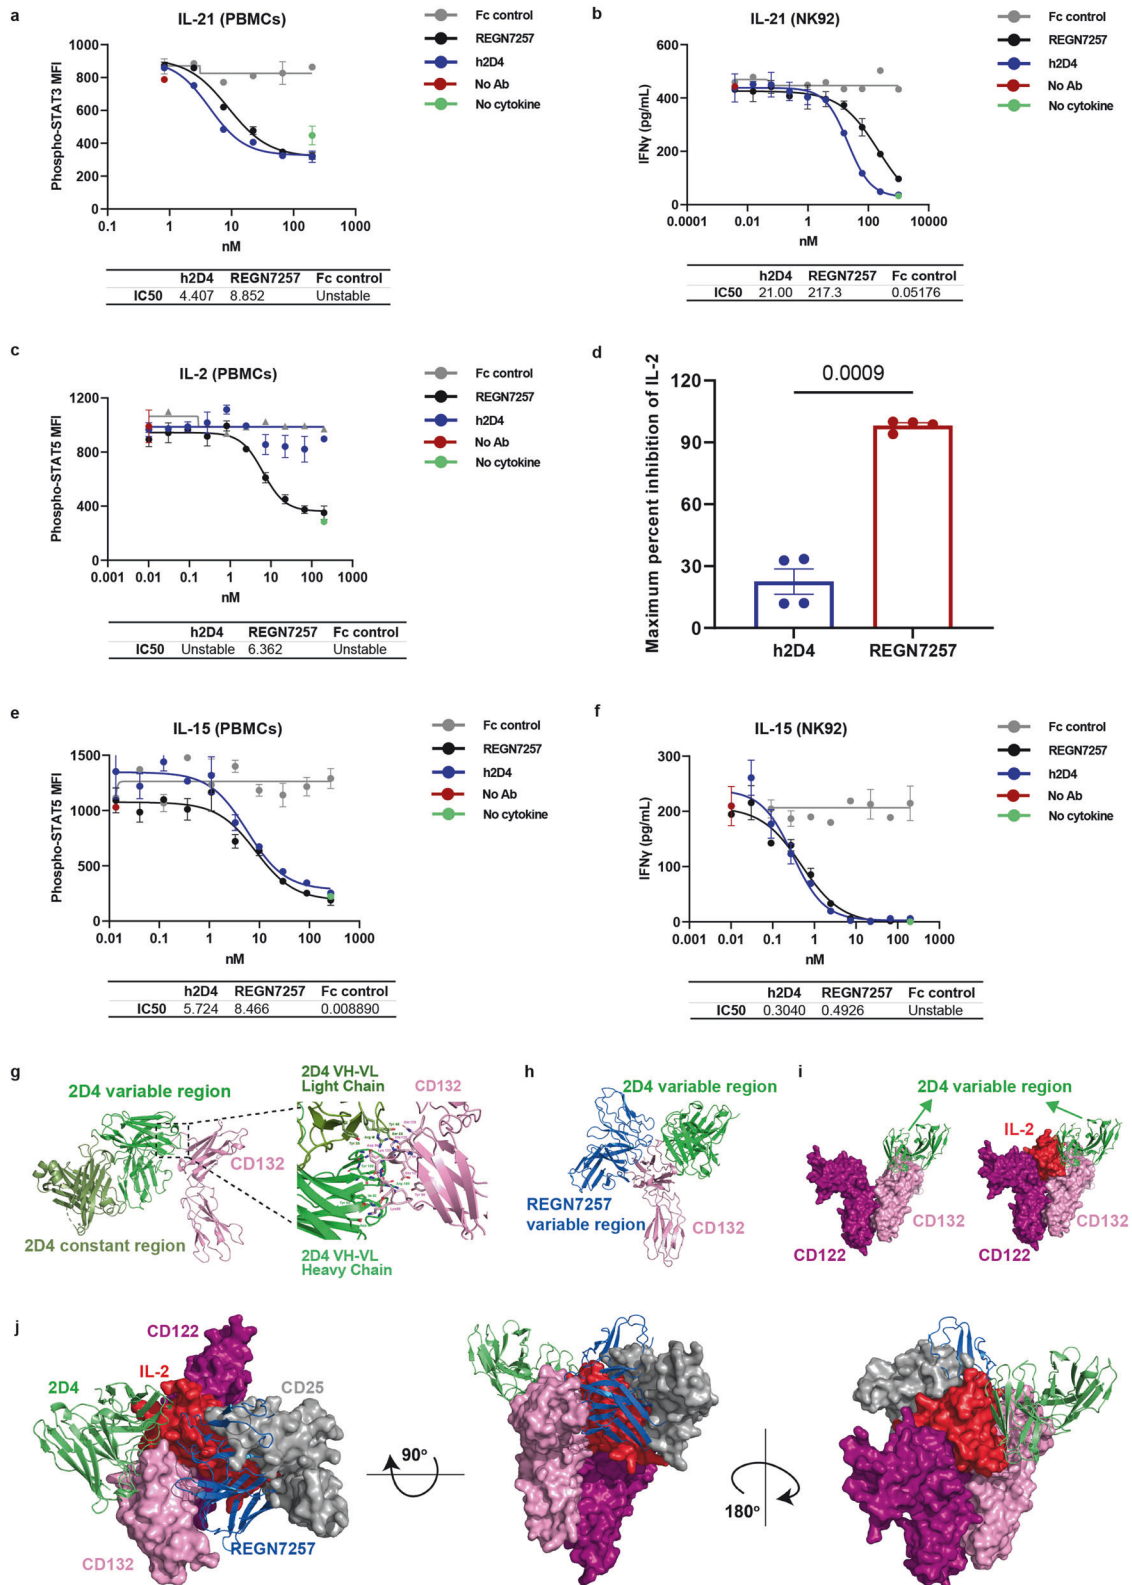 a
IL-21 (PBMCs)
Phospho-STAT3 MFI
1000
800
600
400
200
0
0.1
1
10
100
1000
nM
Fc control
REGN7257
h2D4
No Ab
No cytokine
h2D4 REGN7257 Fc control
IC50 4.407 8.852 Unstable
b
IL-21 (NK92)
IFNγ (pg/mL)
600
400
200
0
0.0001
0.01
1
100
10000
nM
Fc control
REGN7257
h2D4
No Ab
No cytokine
h2D4 REGN7257 Fc control
IC50 21.00 217.3 0.05176
c
IL-2 (PBMCs)
Phospho-STAT5 MFI
1200
800
400
0
0.001
0.01
0.1
1
10
100
1000
nM
Fc control
REGN7257
h2D4
No Ab
No cytokine
h2D4 REGN7257 Fc control
IC50 Unstable 6.362 Unstable
d
Maximum percent inhibition of IL-2
120
90
60
30
0
0.0009
h2D4
REGN7257
e
IL-15 (PBMCs)
Phospho-STAT5 MFI
1500
1000
500
0
0.01
0.1
1
10
100
1000
nM
Fc control
REGN7257
h2D4
No Ab
No cytokine
h2D4 REGN7257 Fc control
IC50 5.724 8.466 0.008890
f
IL-15 (NK92)
IFNγ (pg/mL)
300
200
100
0
0.001
0.01
0.1
1
10
100
1000
nM
Fc control
REGN7257
h2D4
No Ab
No cytokine
h2D4 REGN7257 Fc control
IC50 0.3040 0.4926 Unstable
g
2D4 variable region
CD132
2D4 constant region
2D4 VH-VL
Light Chain
CD132
2D4 VH-VL
Heavy Chain
h
2D4 variable region
REGN7257
variable region
CD132
i
2D4 variable region
IL-2
CD132
CD122
CD132
CD122
j
CD122
IL-2
2D4
CD25
REGN7257
CD132
90°
180°